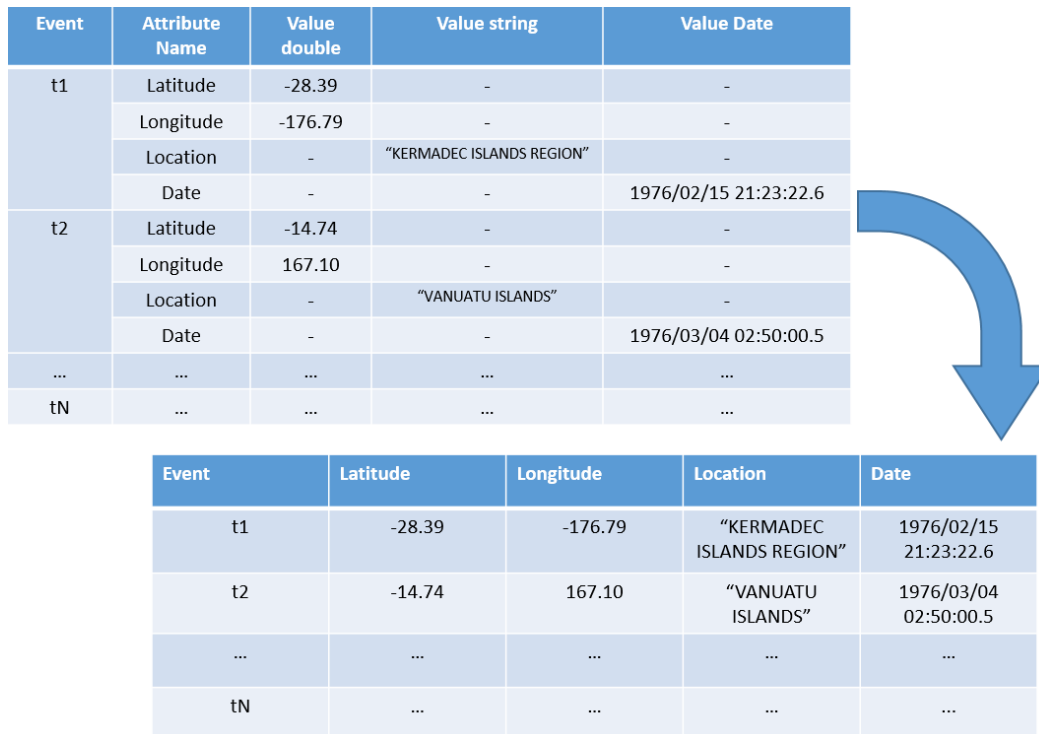 Event Attribute Name Value double Value string Value Date
t1 Latitude -28.39 - -
Longitude -176.79 - -
Location - “KERMADEC ISLANDS REGION” -
Date - - 1976/02/15 21:23:22.6
t2 Latitude -14.74 - -
Longitude 167.10 - -
Location - “VANUATU ISLANDS” -
Date - - 1976/03/04 02:50:00.5
... ... ... ... ...
tN ... ... ... ...
Event Latitude Longitude Location Date
t1 -28.39 -176.79 “KERMADEC ISLANDS REGION” 1976/02/15 21:23:22.6
t2 -14.74 167.10 “VANUATU ISLANDS” 1976/03/04 02:50:00.5
... ... ... ... ...
tN ... ... ... ...